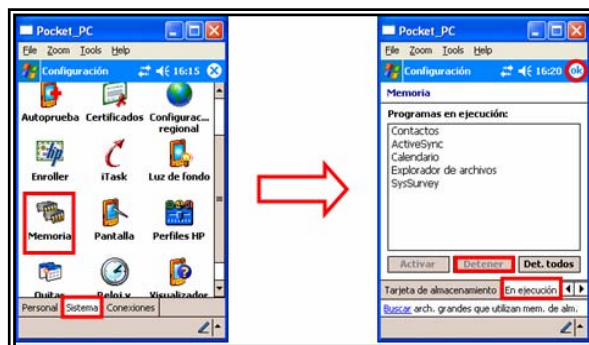 Pocket_PC
File Zoom Tools Help
Configuración 16:15
Autoprueba Certificados Configurac... regional
Enroller iTask Luz de fondo
Memoria Pantalla Perfiles HP
Quitar Reloj y Visualizador
Personal Sistema Conexiones
Pocket_PC
File Zoom Tools Help
Configuración 16:20 ok
Memoria
Programas en ejecución:
Contactos
ActiveSync
Calendario
Explorador de archivos
SysSurvey
Activar Detener Det. todos
Tarjeta de almacenamiento En ejecución
Buscar arch. grandes que utilizan mem. de alm.